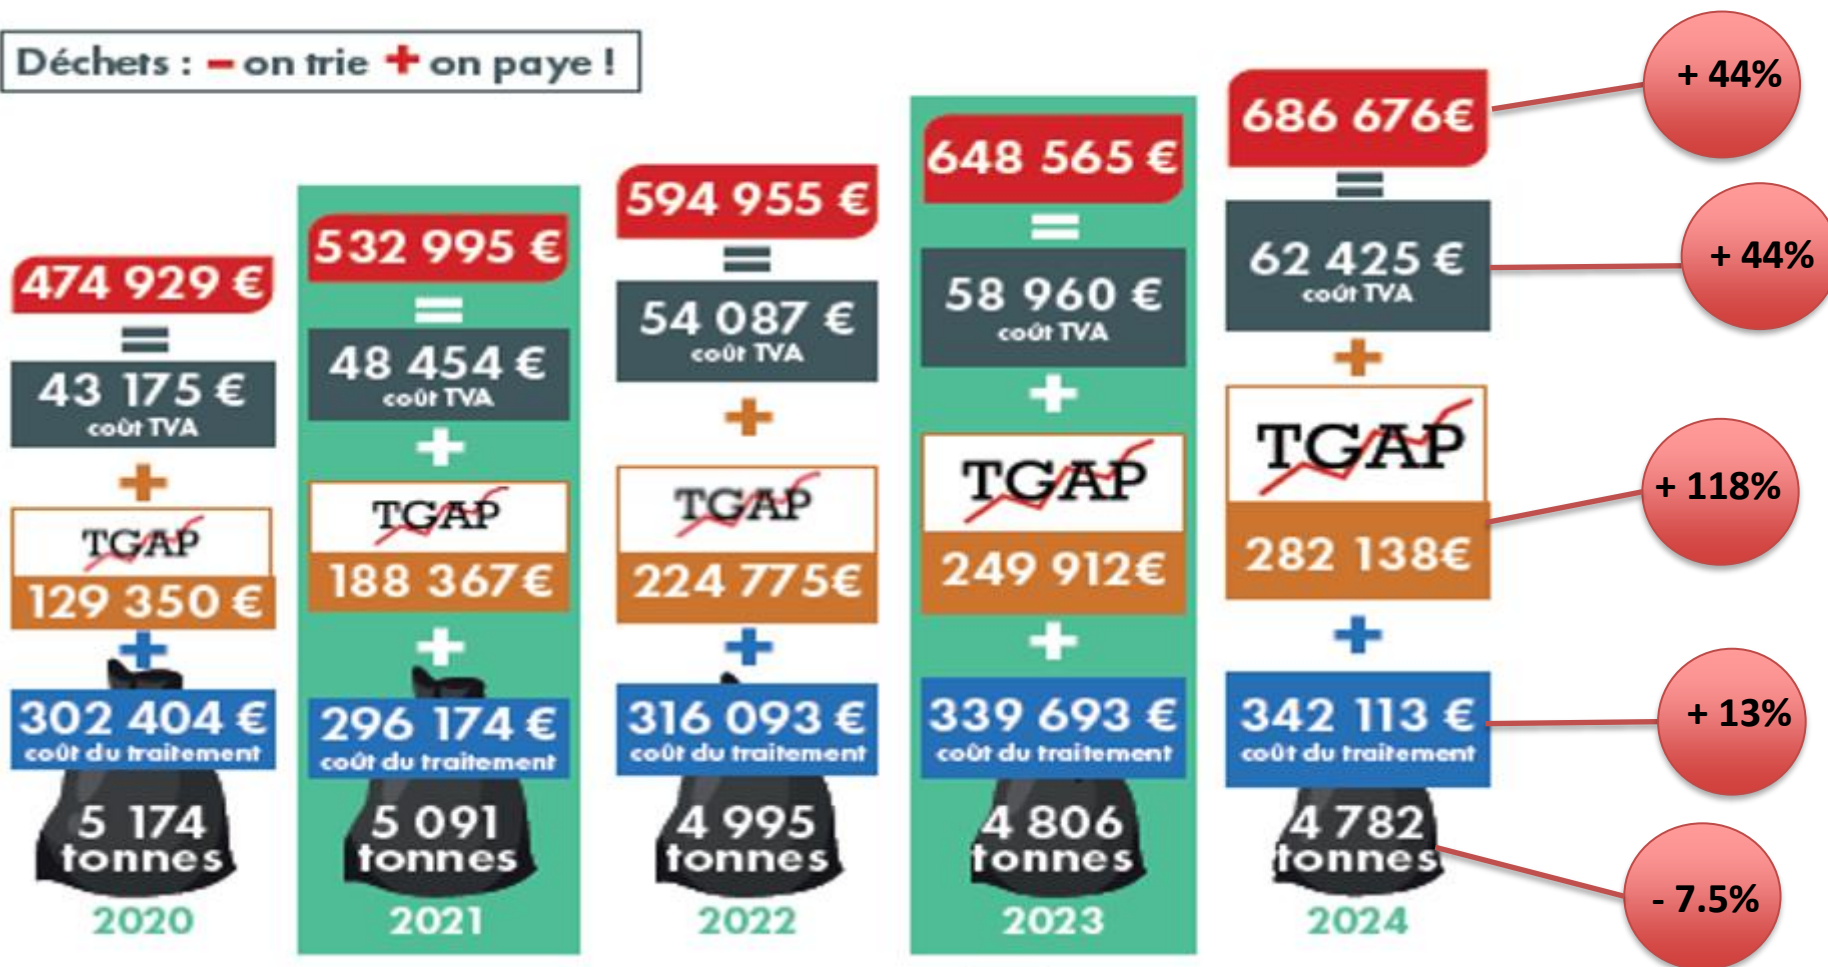 Déchets : - on trie + on paye !
474 929 €
=
43 175 €
coût TVA
+
TGAP
129 350 €
+
302 404 €
coût du traitement
5 174
tonnes
2020
532 995 €
=
48 454 €
coût TVA
+
TGAP
188 367€
+
296 174 €
coût du traitement
5 091
tonnes
2021
594 955 €
=
54 087 €
coût TVA
+
TGAP
224 775€
+
316 093 €
coût du traitement
4 995
tonnes
2022
648 565 €
=
58 960 €
coût TVA
+
TGAP
249 912€
+
339 693 €
coût du traitement
4 806
tonnes
2023
686 676€
=
62 425 €
coût TVA
+
TGAP
282 138€
+
342 113 €
coût du traitement
4 782
tonnes
2024
+ 44%
+ 44%
+ 118%
+ 13%
- 7.5%